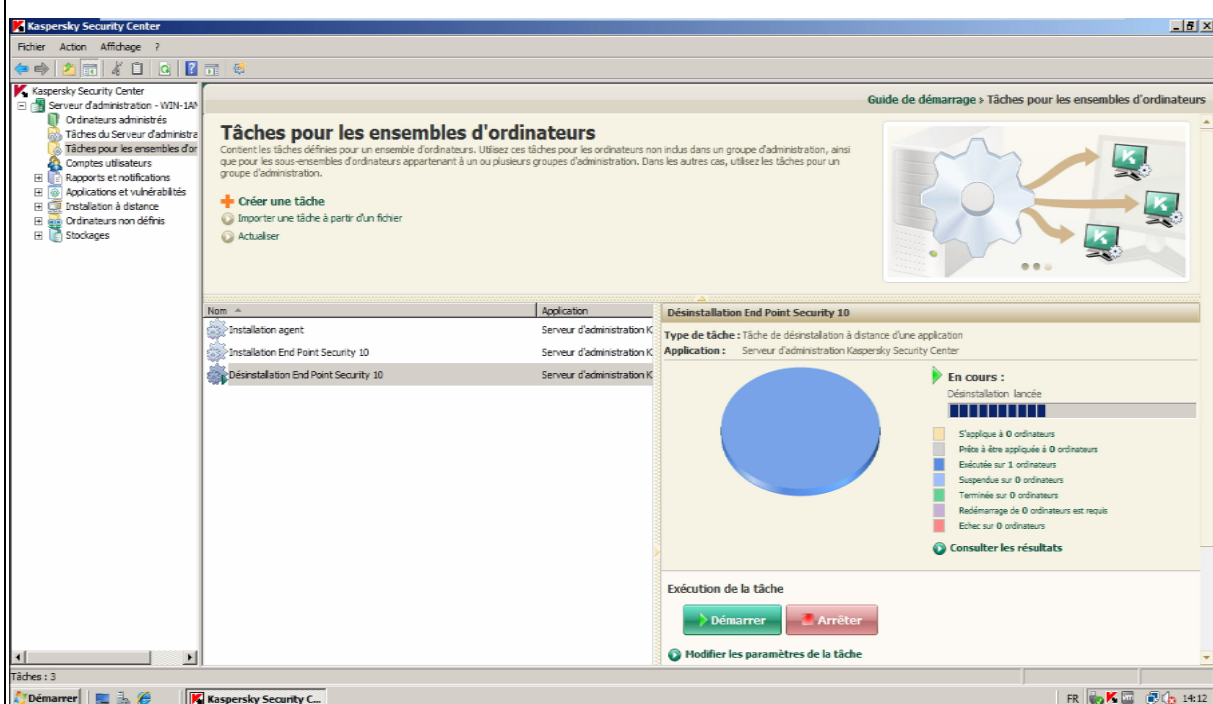 Kaspersky Security Center
Fichier Action Affichage ?
Kaspersky Security Center
Serveur d'administration - WIN-1AN
Ordinateurs administrés
Tâches du Serveur d'administra
Tâches pour les ensembles d'or
Comptes utilisateurs
Rapports et notifications
Applications et vulnérabilités
Installation à distance
Ordinateurs non définis
Stockages
Guide de démarrage › Tâches pour les ensembles d'ordinateurs
Tâches pour les ensembles d'ordinateurs
Contient les tâches définies pour un ensemble d'ordinateurs. Utilisez ces tâches pour les ordinateurs non inclus dans un groupe d'administration, ainsi
que pour les sous-ensembles d'ordinateurs appartenant à un ou plusieurs groupes d'administration. Dans les autres cas, utilisez les tâches pour un
groupe d'administration.
Créer une tâche
Importer une tâche à partir d'un fichier
Actualiser
Nom Application
Installation agent Serveur d'administration K
Installation End Point Security 10 Serveur d'administration K
Désinstallation End Point Security 10 Serveur d'administration K
Désinstallation End Point Security 10
Type de tâche : Tâche de désinstallation à distance d'une application
Application : Serveur d'administration Kaspersky Security Center
En cours :
Désinstallation lancée
S'applique à 0 ordinateurs
Prête à être appliquée à 0 ordinateurs
Exécutée sur 1 ordinateurs
Suspendue sur 0 ordinateurs
Terminée sur 0 ordinateurs
Redémarrage de 0 ordinateurs est requis
Echec sur 0 ordinateurs
Consulter les résultats
Exécution de la tâche
Démarrer Arrêter
Modifier les paramètres de la tâche
Tâches : 3
Démarrer Kaspersky Security C... FR 14:12